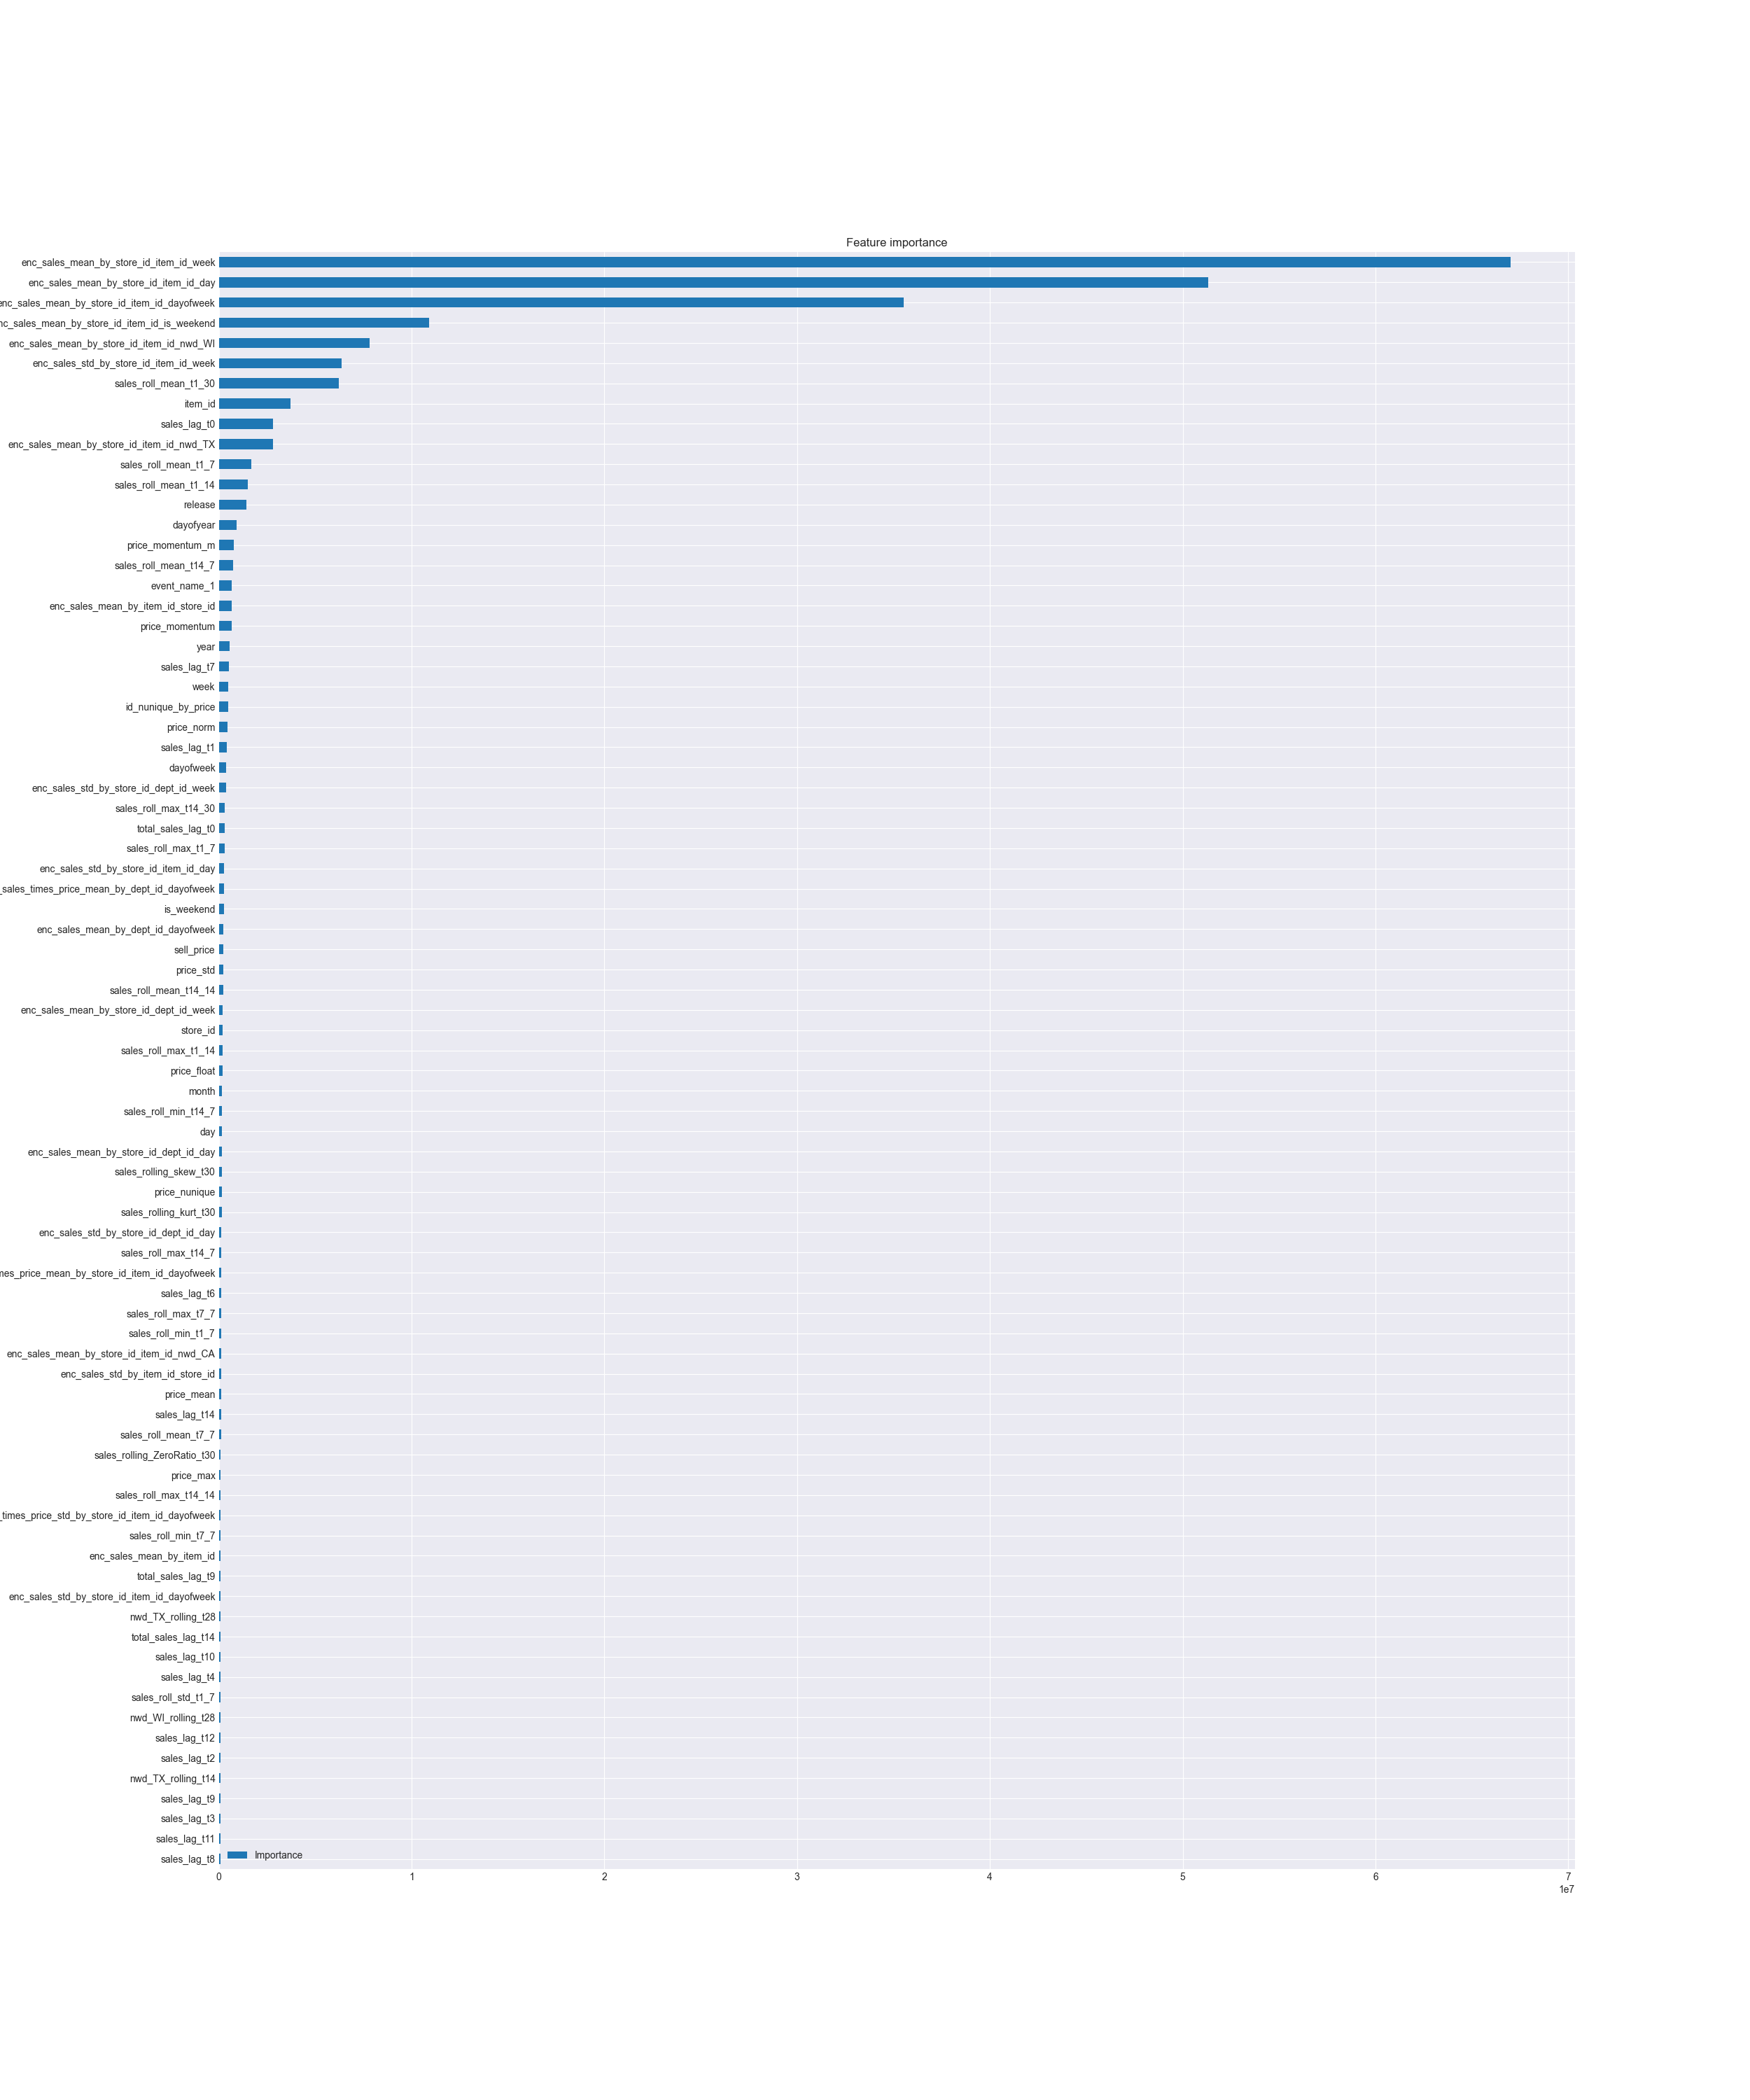 Feature importance
enc_sales_mean_by_store_id_item_id_week
enc_sales_mean_by_store_id_item_id_day
enc_sales_mean_by_store_id_item_id_dayofweek
nc_sales_mean_by_store_id_item_id_is_weekend
enc_sales_mean_by_store_id_item_id_nwd_WI
enc_sales_std_by_store_id_item_id_week
sales_roll_mean_t1_30
item_id
sales_lag_t0
enc_sales_mean_by_store_id_item_id_nwd_TX
sales_roll_mean_t1_7
sales_roll_mean_t1_14
release
dayofyear
price_momentum_m
sales_roll_mean_t14_7
event_name_1
enc_sales_mean_by_item_id_store_id
price_momentum
year
sales_lag_t7
week
id_nunique_by_price
price_norm
sales_lag_t1
dayofweek
enc_sales_std_by_store_id_dept_id_week
sales_roll_max_t14_30
total_sales_lag_t0
sales_roll_max_t1_7
enc_sales_std_by_store_id_item_id_day
_sales_times_price_mean_by_dept_id_dayofweek
is_weekend
enc_sales_mean_by_dept_id_dayofweek
sell_price
price_std
sales_roll_mean_t14_14
enc_sales_mean_by_store_id_dept_id_week
store_id
sales_roll_max_t1_14
price_float
month
sales_roll_min_t14_7
day
enc_sales_mean_by_store_id_dept_id_day
sales_rolling_skew_t30
price_nunique
sales_rolling_kurt_t30
enc_sales_std_by_store_id_dept_id_day
sales_roll_max_t14_7
mes_price_mean_by_store_id_item_id_dayofweek
sales_lag_t6
sales_roll_max_t7_7
sales_roll_min_t1_7
enc_sales_mean_by_store_id_item_id_nwd_CA
enc_sales_std_by_item_id_store_id
price_mean
sales_lag_t14
sales_roll_mean_t7_7
sales_rolling_ZeroRatio_t30
price_max
sales_roll_max_t14_14
_times_price_std_by_store_id_item_id_dayofweek
sales_roll_min_t7_7
enc_sales_mean_by_item_id
total_sales_lag_t9
enc_sales_std_by_store_id_item_id_dayofweek
nwd_TX_rolling_t28
total_sales_lag_t14
sales_lag_t10
sales_lag_t4
sales_roll_std_t1_7
nwd_WI_rolling_t28
sales_lag_t12
sales_lag_t2
nwd_TX_rolling_t14
sales_lag_t9
sales_lag_t3
sales_lag_t11
sales_lag_t8
Importance
0 1 2 3 4 5 6 7
1e7